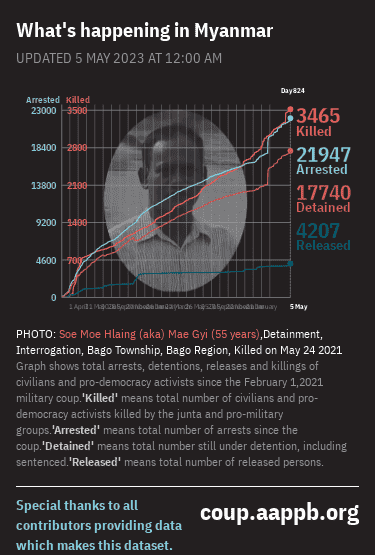 What's happening in Myanmar
UPDATED 5 MAY 2023 AT 12:00 AM
Day824
Arrested Killed
23000 3500
3465
Killed
18400 2800
21947
Arrested
13800 2100
17740
Detained
9200 1400
4207
Released
4600 700
0
5 May
PHOTO: Soe Moe Hlaing (aka) Mae Gyi (55 years),Detainment,
Interrogation, Bago Township, Bago Region, Killed on May 24 2021
Graph shows total arrests, detentions, releases and killings of
civilians and pro-democracy activists since the February 1,2021
military coup.'Killed' means total number of civilians and pro-
democracy activists killed by the junta and pro-military
groups.'Arrested' means total number of arrests since the
coup.'Detained' means total number still under detention, including
sentenced.'Released' means total number of released persons.
Special thanks to all
contributors providing data
which makes this dataset.
coup.aappb.org